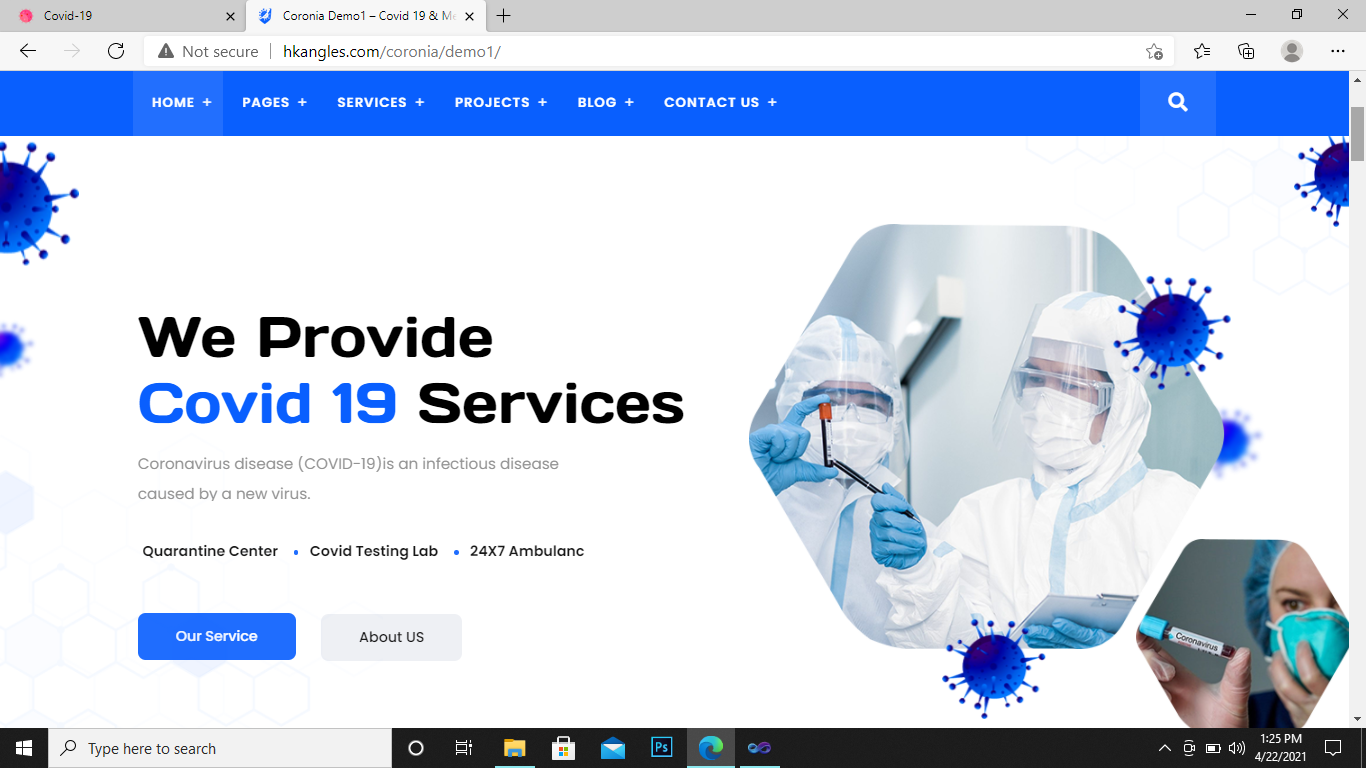 Covid-19
Coronia Demo1 – Covid 19 & Me
Not secure | hkangles.com/coronia/demo1/
HOME + PAGES + SERVICES + PROJECTS + BLOG + CONTACT US +
We Provide
Covid 19 Services
Coronavirus disease (COVID-19)is an infectious disease
caused by a new virus.
Quarantine Center • Covid Testing Lab • 24X7 Ambulanc
Our Service About US
Coronavirus
Type here to search
Ps
1:25 PM
4/22/2021